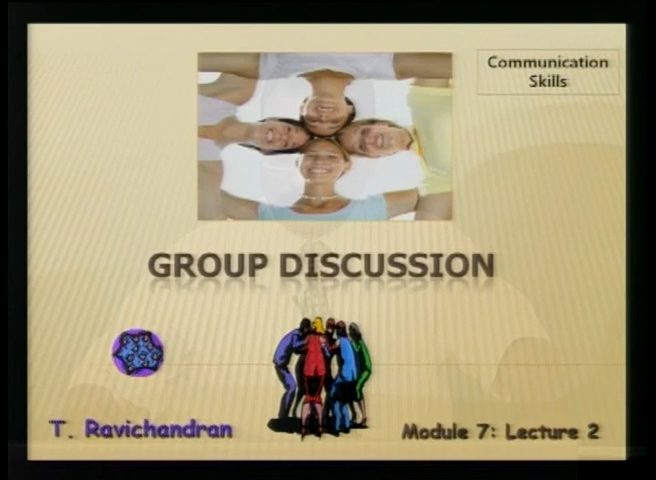 Communication
Skills
GROUP DISCUSSION
T. Ravichandran
Module 7: Lecture 2